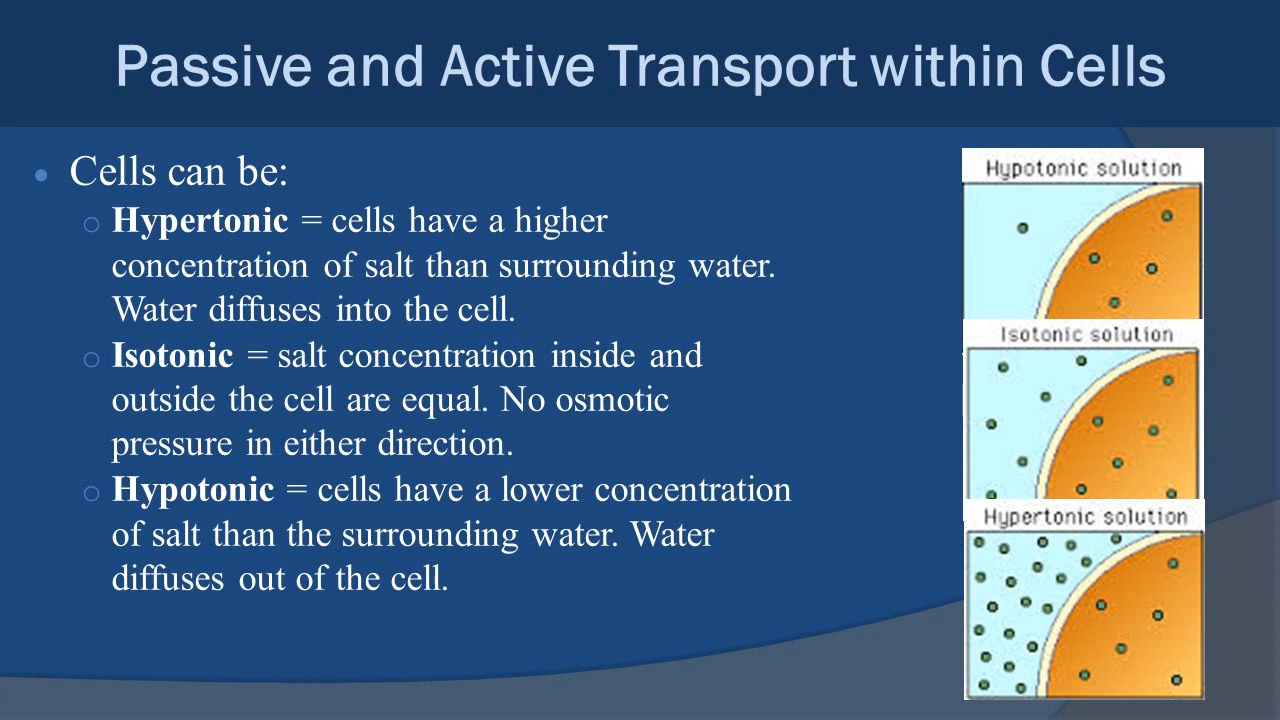 Passive and Active Transport within Cells
• Cells can be:
o Hypertonic = cells have a higher
concentration of salt than surrounding water.
Water diffuses into the cell.
o Isotonic = salt concentration inside and
outside the cell are equal. No osmotic
pressure in either direction.
o Hypotonic = cells have a lower concentration
of salt than the surrounding water. Water
diffuses out of the cell.
Hypotonic solution
Isotonic solution
Hypertonic solution